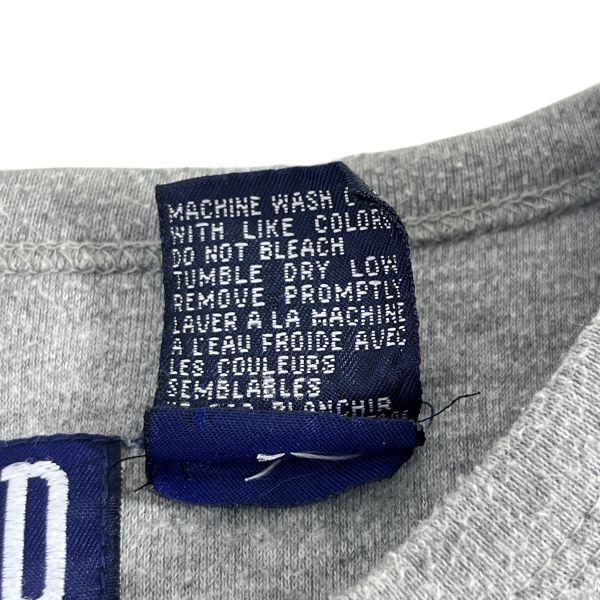 MACHINE WASH
WITH LIKE COLORS
DO NOT BLEACH
TUMBLE DRY LOW
REMOVE PROMPTLY
LAVER A LA MACHINE
A L'EAU FROIDE AVEC
LES COULEURS
SEMBLABLES
BLANCHIR